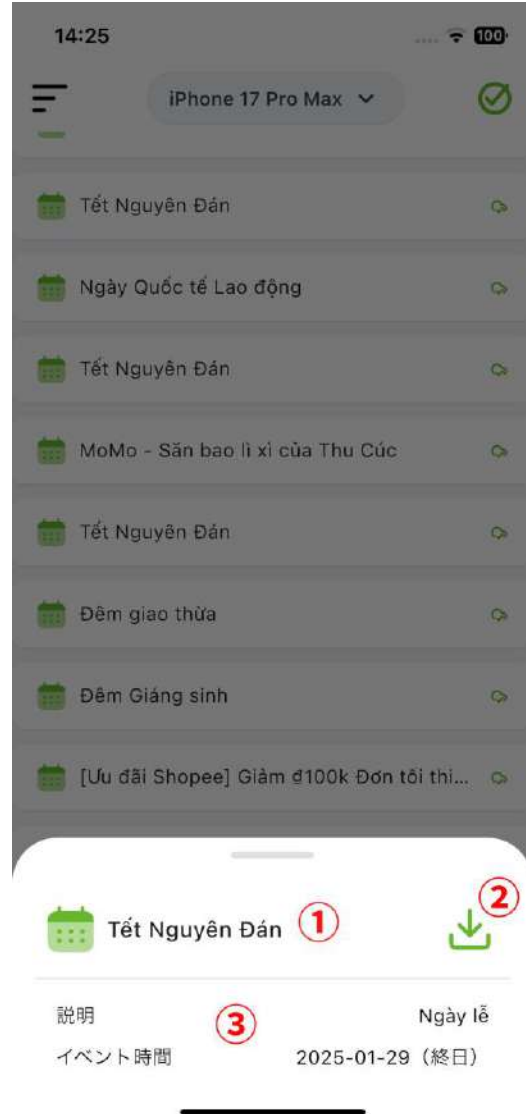 14:25
100
iPhone 17 Pro Max
Tết Nguyên Đán
Ngày Quốc tế Lao động
Tết Nguyên Đán
MoMo - Săn bao lì xì của Thu Cúc
Tết Nguyên Đán
Đêm giao thừa
Đêm Giáng sinh
[Ưu đãi Shopee] Giảm ₫100k Đơn tối thi...
Tết Nguyên Đán ①
②
説明 ③ Ngày lễ
イベント時間 2025-01-29（終日）